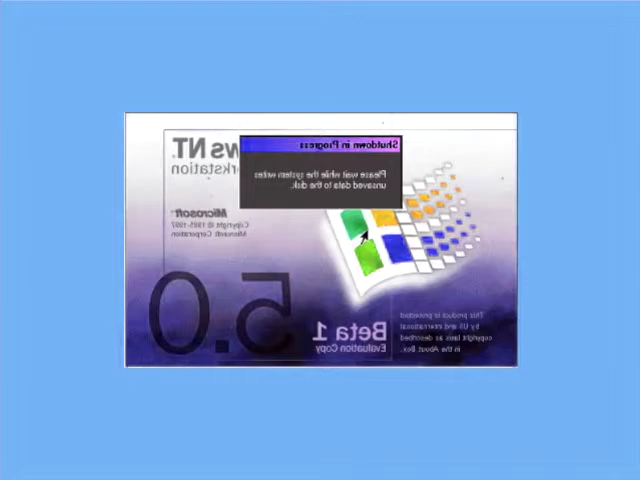 ws NT.
rkstation
Shutdown in Progress
Please wait while the system writes
unsaved data to the disk.
Microsoft
Copyright © 1985-1997
Microsoft Corporation
5.0
Beta 1
Evaluation Copy
This product is protected
by US and international
copyright laws as described
in the About Box.